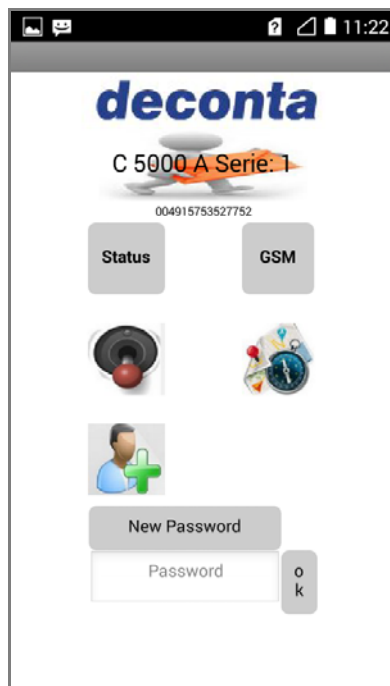 11:22
deconta
C 5000 A Serie: 1
004915753527752
Status GSM
New Password
Password
o
k